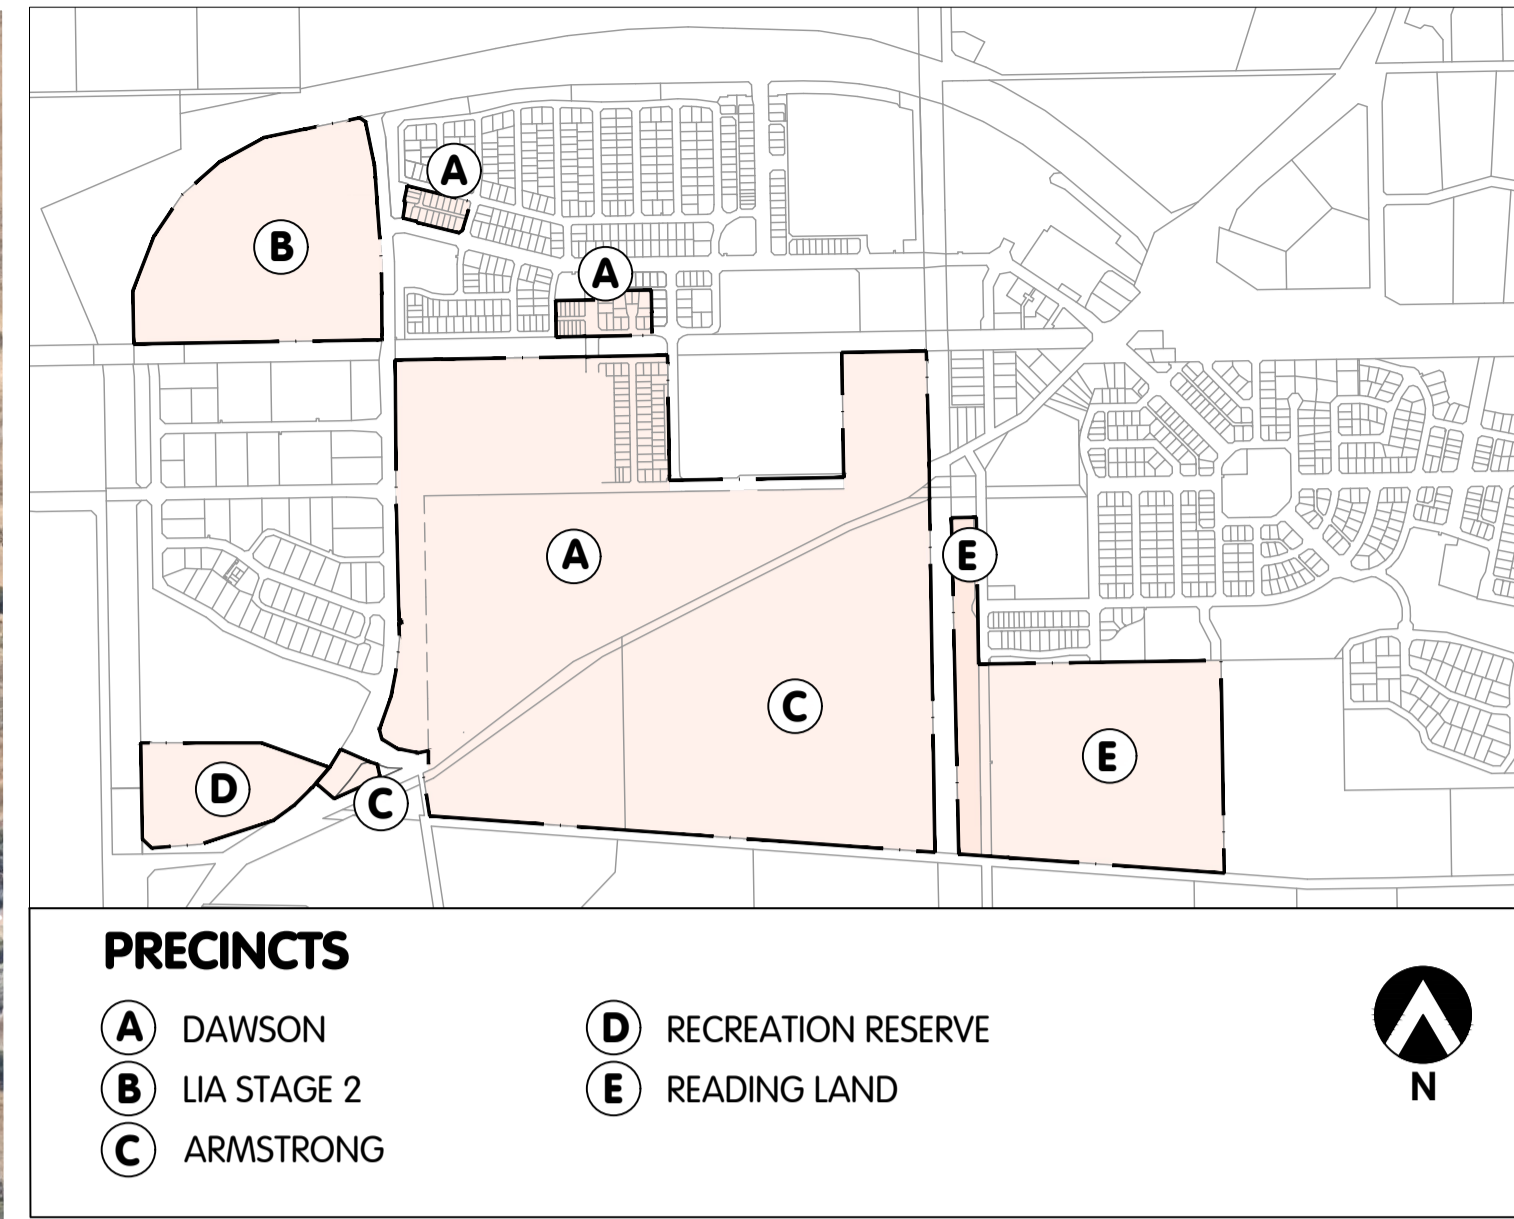 A
B
A
A
E
C
E
D
C
PRECINCTS
A DAWSON
B LIA STAGE 2
C ARMSTRONG
D RECREATION RESERVE
E READING LAND
N